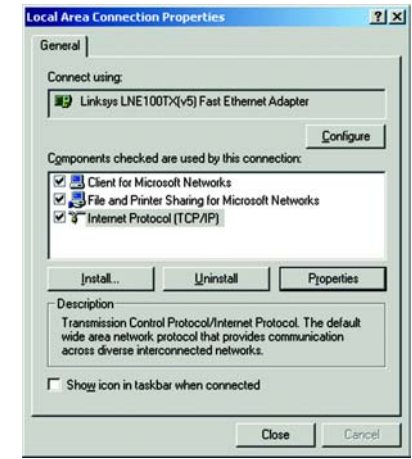 Local Area Connection Properties
General
Connect using:
Linksys LNE100TX(v5) Fast Ethernet Adapter
Configure
Components checked are used by this connection:
Client for Microsoft Networks
File and Printer Sharing for Microsoft Networks
Internet Protocol (TCP/IP)
Install... Uninstall Properties
Description
Transmission Control Protocol/Internet Protocol. The default
wide area network protocol that provides communication
across diverse interconnected networks.
Show icon in taskbar when connected
Close Cancel